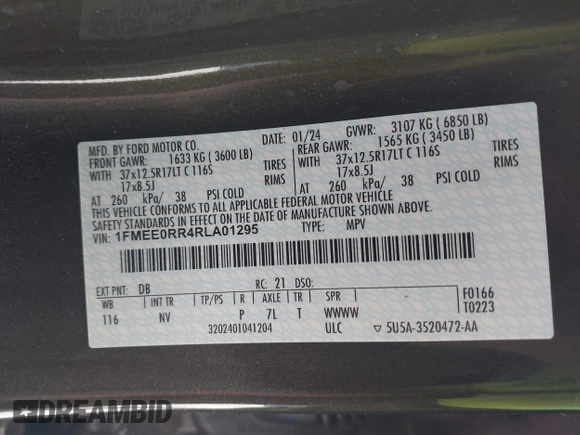 MFD. BY FORD MOTOR CO. 01/24 GVWR: 3107 KG ( 6850 LB)
FRONT GAWR: 1633 KG ( 3600 LB) REAR GAWR: 1565 KG ( 3450 LB)
WITH 37x12.5R17LT C 116S TIRES WITH 37x12.5R17LT C 116S TIRES
17x8.5J RIMS 17x8.5J RIMS
AT 260 kPa/ 38 PSI COLD AT 260 kPa/ 38 PSI COLD
THIS VEHICLE CONFORMS TO ALL APPLICABLE FEDERAL MOTOR VEHICLE
SAFETY STANDARDS IN EFFECT ON THE DATE OF MANUFACTURE SHOWN ABOVE.
VIN: 1FMEE0RR4RLA01295 TYPE: MPV
EXT PNT: DB RC: 21 DSO: F0166
WB INT TR TP/PS R AXLE TR SPR T0223
116 NV P 7L T WWWW
3202401041204 ULC ▽ 5U5A-3520472-AA
DREAMBID